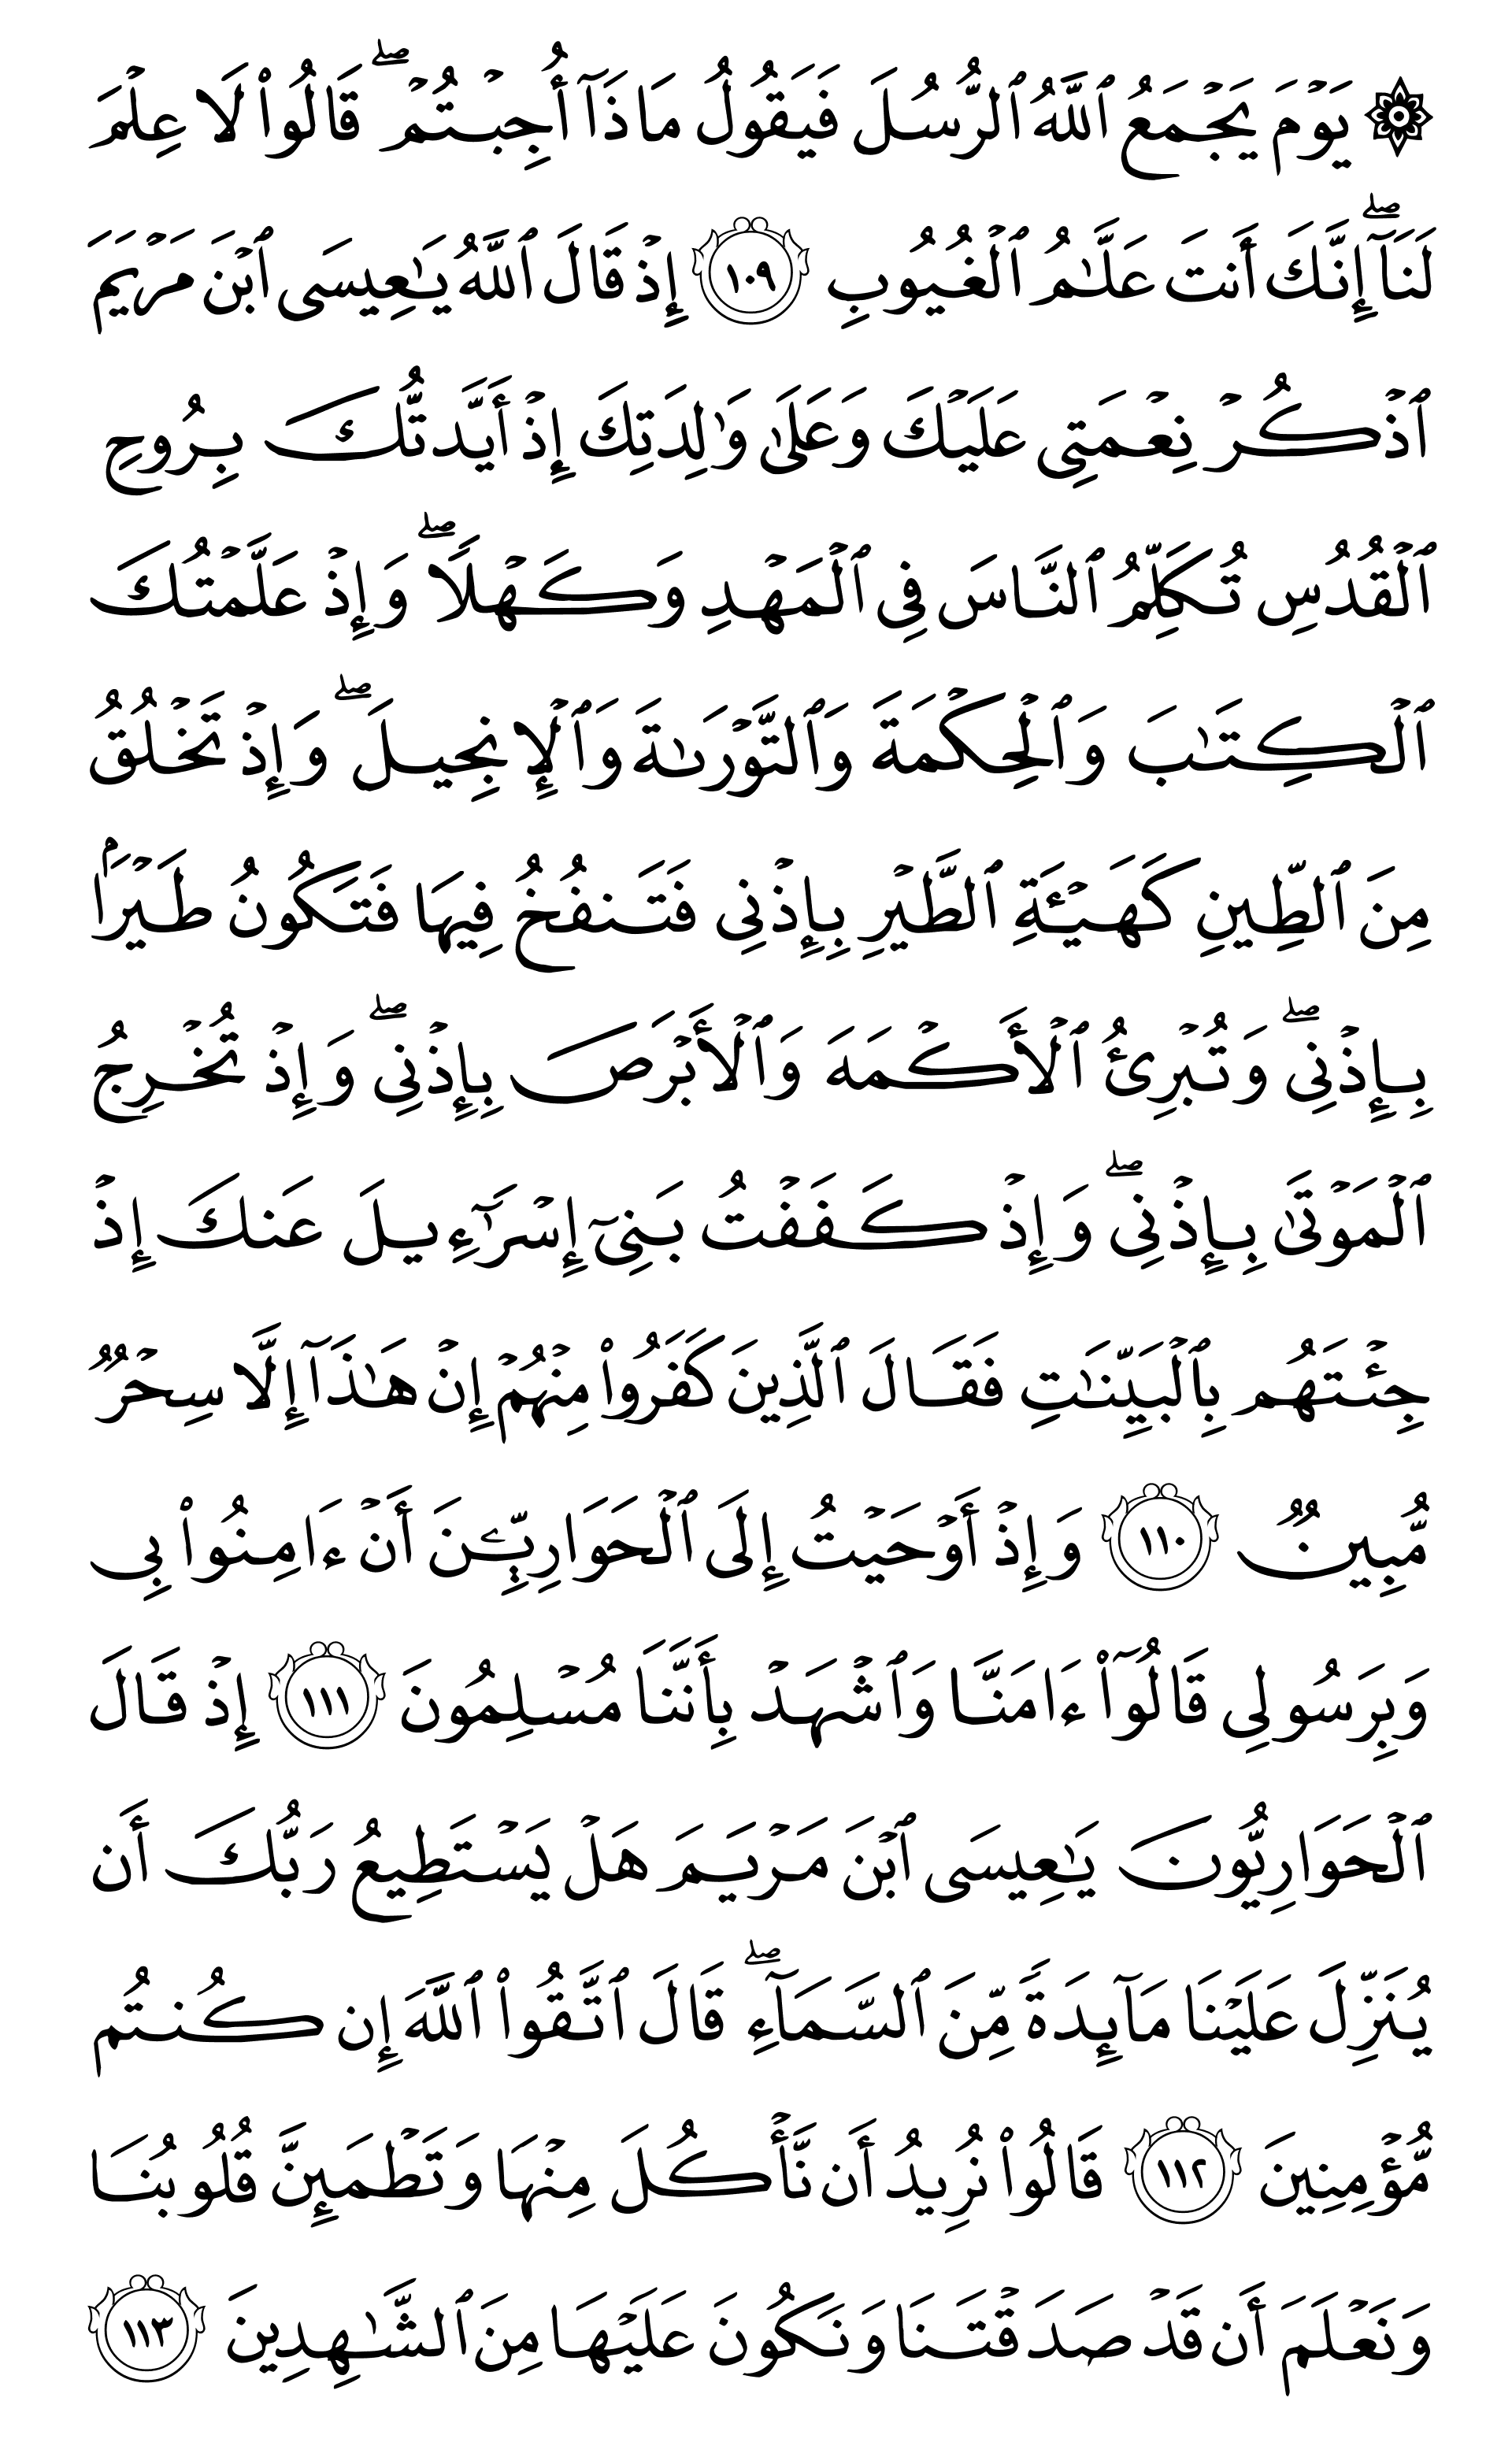 ۞ يَوۡمَ يَجۡمَعُ ٱللَّهُ ٱلرُّسُلَ فَيَقُولُ مَاذَآ أُجِبۡتُمۡۖ قَالُواْ لَا عِلۡمَ
لَنَآۖ إِنَّكَ أَنتَ عَلَّٰمُ ٱلۡغُيُوبِ ١٠٩ إِذۡ قَالَ ٱللَّهُ يَٰعِيسَى ٱبۡنَ مَرۡيَمَ
ٱذۡكُرۡ نِعۡمَتِي عَلَيۡكَ وَعَلَىٰ وَٰلِدَتِكَ إِذۡ أَيَّدتُّكَ بِرُوحِ
ٱلۡقُدُسِ تُكَلِّمُ ٱلنَّاسَ فِي ٱلۡمَهۡدِ وَكَهۡلٗاۖ وَإِذۡ عَلَّمۡتُكَ
ٱلۡكِتَٰبَ وَٱلۡحِكۡمَةَ وَٱلتَّوۡرَىٰةَ وَٱلۡإِنجِيلَۖ وَإِذۡ تَخۡلُقُ
مِنَ ٱلطِّينِ كَهَيۡـَٔةِ ٱلطَّيۡرِ بِإِذۡنِي فَتَنفُخُ فِيهَا فَتَكُونُ طَيۡرَۢا
بِإِذۡنِيۖ وَتُبۡرِئُ ٱلۡأَكۡمَهَ وَٱلۡأَبۡرَصَ بِإِذۡنِيۖ وَإِذۡ تُخۡرِجُ
ٱلۡمَوۡتَىٰ بِإِذۡنِيۖ وَإِذۡ كَفَفۡتُ بَنِيٓ إِسۡرَٰٓءِيلَ عَنكَ إِذۡ
جِئۡتَهُم بِٱلۡبَيِّنَٰتِ فَقَالَ ٱلَّذِينَ كَفَرُواْ مِنۡهُمۡ إِنۡ هَٰذَآ إِلَّا سِحۡرٞ
مُّبِينٞ ١١٠ وَإِذۡ أَوۡحَيۡتُ إِلَى ٱلۡحَوَارِيِّـۧنَ أَنۡ ءَامِنُواْ بِي
وَبِرَسُولِي قَالُوٓاْ ءَامَنَّا وَٱشۡهَدۡ بِأَنَّنَا مُسۡلِمُونَ ١١١ إِذۡ قَالَ
ٱلۡحَوَارِيُّونَ يَٰعِيسَى ٱبۡنَ مَرۡيَمَ هَلۡ يَسۡتَطِيعُ رَبُّكَ أَن
يُنَزِّلَ عَلَيۡنَا مَآئِدَةٗ مِّنَ ٱلسَّمَآءِۖ قَالَ ٱتَّقُواْ ٱللَّهَ إِن كُنتُم
مُّؤۡمِنِينَ ١١٢ قَالُواْ نُرِيدُ أَن نَّأۡكُلَ مِنۡهَا وَتَطۡمَئِنَّ قُلُوبُنَا
وَنَعۡلَمَ أَن قَدۡ صَدَقۡتَنَا وَنَكُونَ عَلَيۡهَا مِنَ ٱلشَّٰهِدِينَ ١١٣